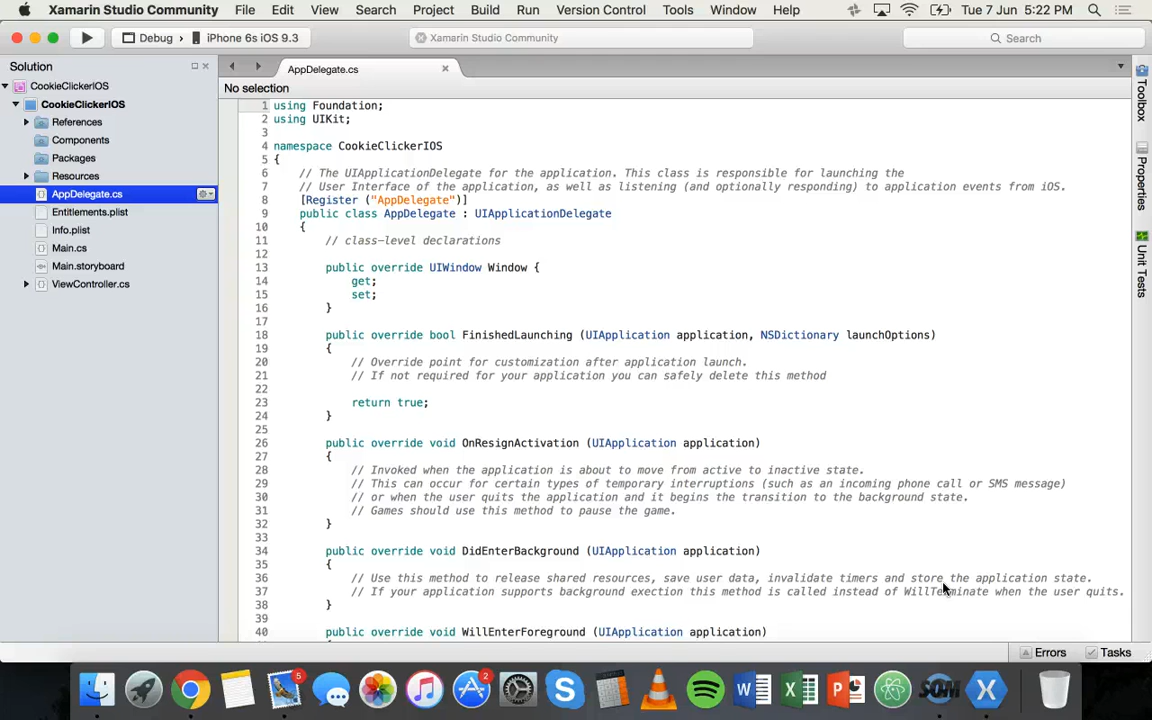 Xamarin Studio Community File Edit View Search Project Build Run Version Control Tools Window Help Tue 7 Jun 5:22 PM
Debug iPhone 6s iOS 9.3 Xamarin Studio Community Search
Solution
CookieClickerIOS
CookieClickerIOS
References
Components
Packages
Resources
AppDelegate.cs
Entitlements.plist
Info.plist
Main.cs
Main.storyboard
ViewController.cs
AppDelegate.cs
No selection
1 using Foundation;
2 using UIKit;
3
4 namespace CookieClickerIOS
5 {
6 // The UIApplicationDelegate for the application. This class is responsible for launching the
7 // User Interface of the application, as well as listening (and optionally responding) to application events from iOS.
8 [Register ("AppDelegate")]
9 public class AppDelegate : UIApplicationDelegate
10 {
11 // class-level declarations
12
13 public override UIWindow Window {
14 get;
15 set;
16 }
17
18 public override bool FinishedLaunching (UIApplication application, NSDictionary launchOptions)
19 {
20 // Override point for customization after application launch.
21 // If not required for your application you can safely delete this method
22
23 return true;
24 }
25
26 public override void OnResignActivation (UIApplication application)
27 {
28 // Invoked when the application is about to move from active to inactive state.
29 // This can occur for certain types of temporary interruptions (such as an incoming phone call or SMS message)
30 // or when the user quits the application and it begins the transition to the background state.
31 // Games should use this method to pause the game.
32 }
33
34 public override void DidEnterBackground (UIApplication application)
35 {
36 // Use this method to release shared resources, save user data, invalidate timers and store the application state.
37 // If your application supports background exection this method is called instead of WillTerminate when the user quits.
38 }
39
40 public override void WillEnterForeground (UIApplication application)
Toolbox
Properties
Unit Tests
Errors Tasks
5
2
SOM